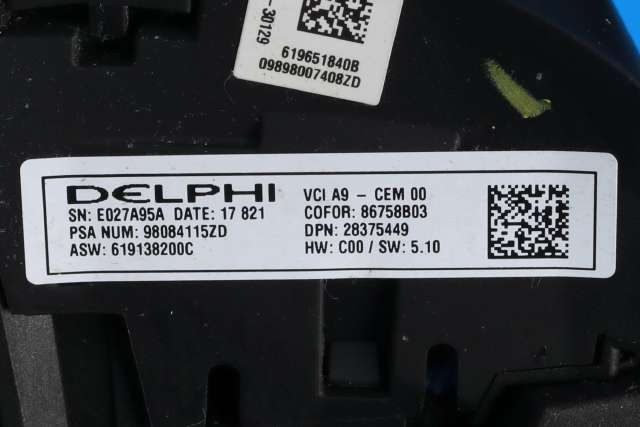 -30129
619651840B
09898007408ZD
DELPHI
VCI A9 - CEM 00
SN: E027A95A DATE: 17 821
COFOR: 86758B03
PSA NUM: 98084115ZD
DPN: 28375449
ASW: 619138200C
HW: C00 / SW: 5.10